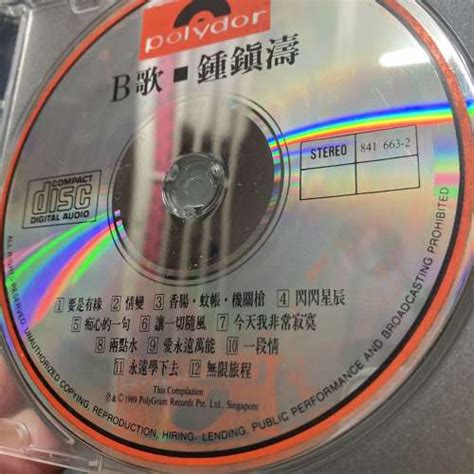 polydor
B歌■鍾鎮濤
STEREO 841 663-2
COMPACT
disc
DIGITAL AUDIO
1 要是有緣 2 情變 3 香腸·蚊帳·機關槍 4 閃閃星辰
5 痴心的一句 6 讓一切隨風 7 今天我非常寂寞
8 兩點水 9 愛永遠萬能 10 一段情
11 永遠學下去 12 無限旅程
This Compilation
℗ & © 1989 PolyGram Records Pte. Ltd., Singapore
ALL RIGHTS RESERVED UNAUTHORIZED COPYING, REPRODUCTION, HIRING, LENDING, PUBLIC PERFORMANCE AND BROADCASTING PROHIBITED